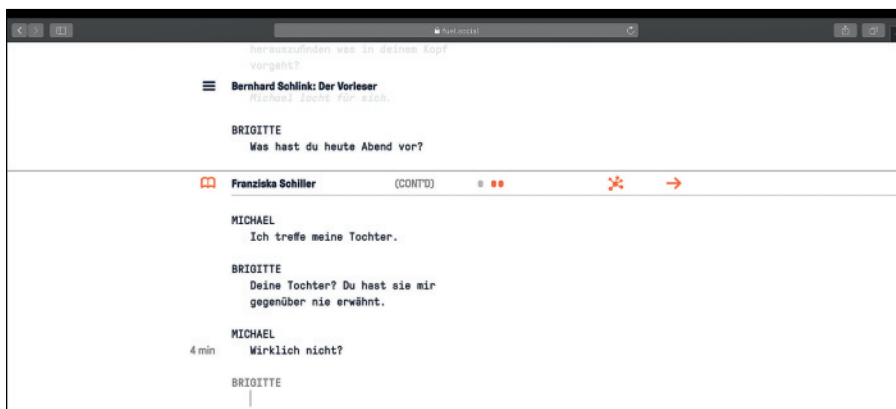 fuel.social
herauszufinden was in deinem Kopf
vorgeht?
Bernhard Schlink: Der Vorleser
Michael lacht für sich.
BRIGITTE
Was hast du heute Abend vor?
Franziska Schiller (CONT'D)
MICHAEL
Ich treffe meine Tochter.
BRIGITTE
Deine Tochter? Du hast sie mir
gegenüber nie erwähnt.
MICHAEL
4 min Wirklich nicht?
BRIGITTE